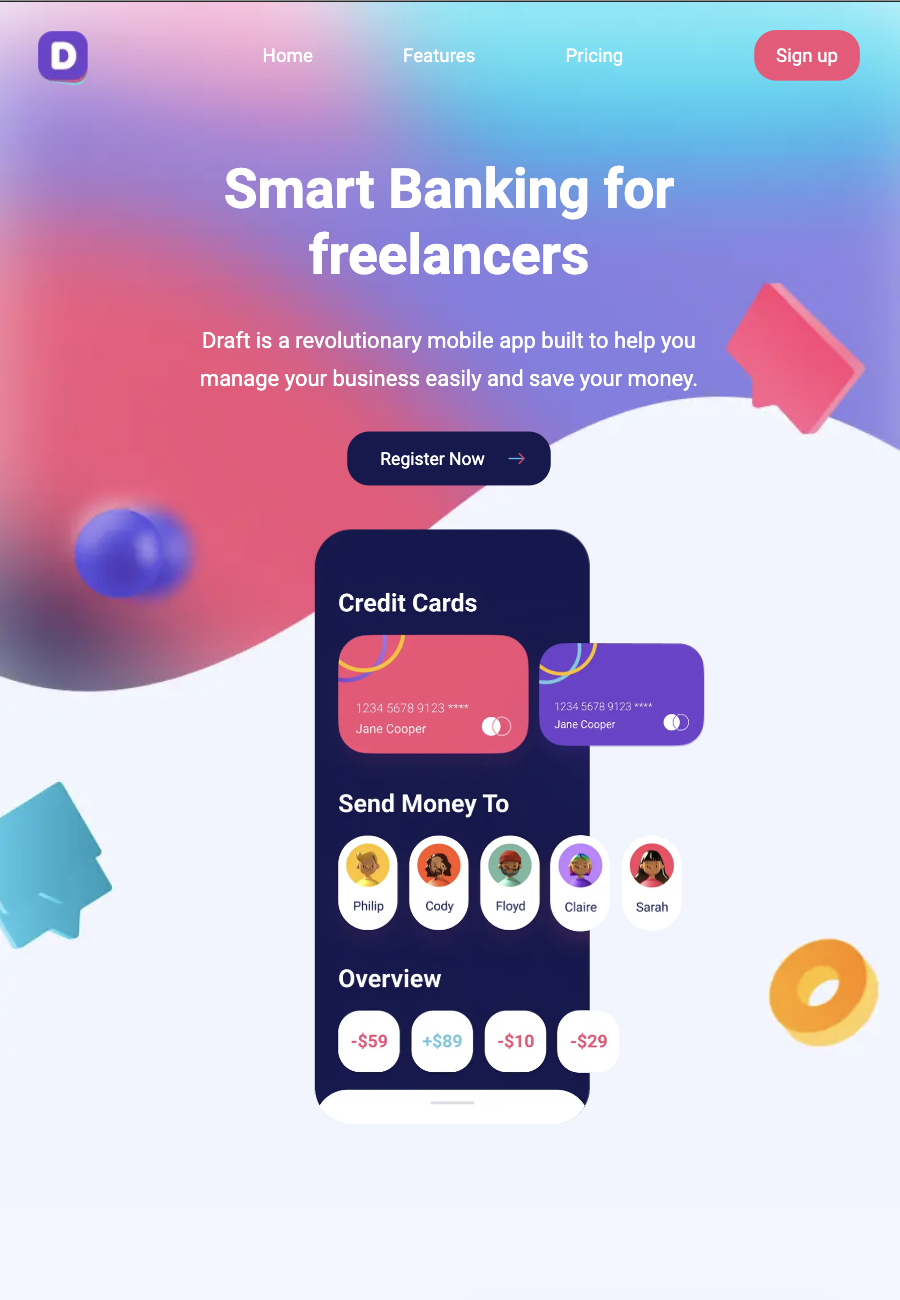 D
Home
Features
Pricing
Sign up
Smart Banking for
freelancers
Draft is a revolutionary mobile app built to help you
manage your business easily and save your money.
Register Now
Credit Cards
1234 5678 9123 ****
Jane Cooper
1234 5678 9123 ****
Jane Cooper
Send Money To
Philip
Cody
Floyd
Claire
Sarah
Overview
-$59
+$89
-$10
-$29